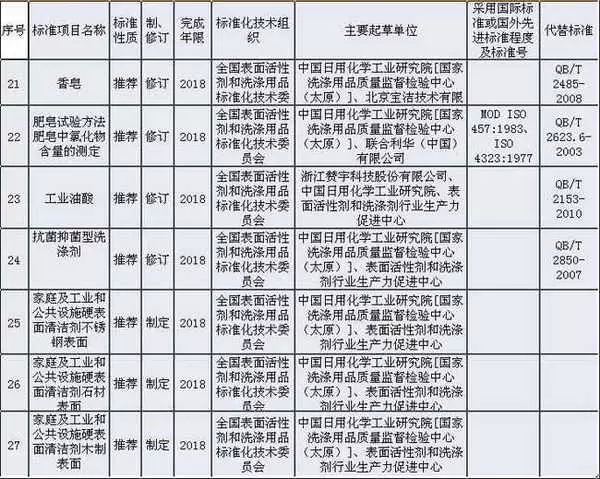 序号 标准项目名称 标准性质 制、修订 完成年限 标准化技术组织 主要起草单位 采用国际标准或国外先进标准程度及标准号 代替标准
21 香皂 推荐 修订 2018 全国表面活性剂和洗涤用品标准化技术委 中国日用化学工业研究院[国家洗涤用品质量监督检验中心(太原)]、北京宝洁技术有限 QB/T 2485-2008
22 肥皂试验方法 肥皂中氯化物含量的测定 推荐 修订 2018 全国表面活性剂和洗涤用品标准化技术委员会 中国日用化学工业研究院[国家洗涤用品质量监督检验中心(太原)]、联合利华(中国)有限公司 MOD ISO 457:1983、ISO 4323:1977 QB/T 2623.6-2003
23 工业油酸 推荐 修订 2018 全国表面活性剂和洗涤用品标准化技术委员会 浙江赞宇科技股份有限公司、中国日用化学工业研究院、表面活性剂和洗涤剂行业生产力促进中心 QB/T 2153-2010
24 抗菌抑菌型洗涤剂 推荐 修订 2018 全国表面活性剂和洗涤用品标准化技术委员会 中国日用化学工业研究院[国家洗涤用品质量监督检验中心(太原)]、表面活性剂和洗涤剂行业生产力促进中心 QB/T 2850-2007
25 家庭及工业和公共设施硬表面清洁剂不锈钢表面 推荐 制定 2018 全国表面活性剂和洗涤用品标准化技术委员会 中国日用化学工业研究院[国家洗涤用品质量监督检验中心(太原)]、表面活性剂和洗涤剂行业生产力促进中心
26 家庭及工业和公共设施硬表面清洁剂石材表面 推荐 制定 2018 全国表面活性剂和洗涤用品标准化技术委员会 中国日用化学工业研究院[国家洗涤用品质量监督检验中心(太原)]、表面活性剂和洗涤剂行业生产力促进中心
27 家庭及工业和公共设施硬表面清洁剂木制表面 推荐 制定 2018 全国表面活性剂和洗涤用品标准化技术委员会 中国日用化学工业研究院[国家洗涤用品质量监督检验中心(太原)]、表面活性剂和洗涤剂行业生产力促进中心